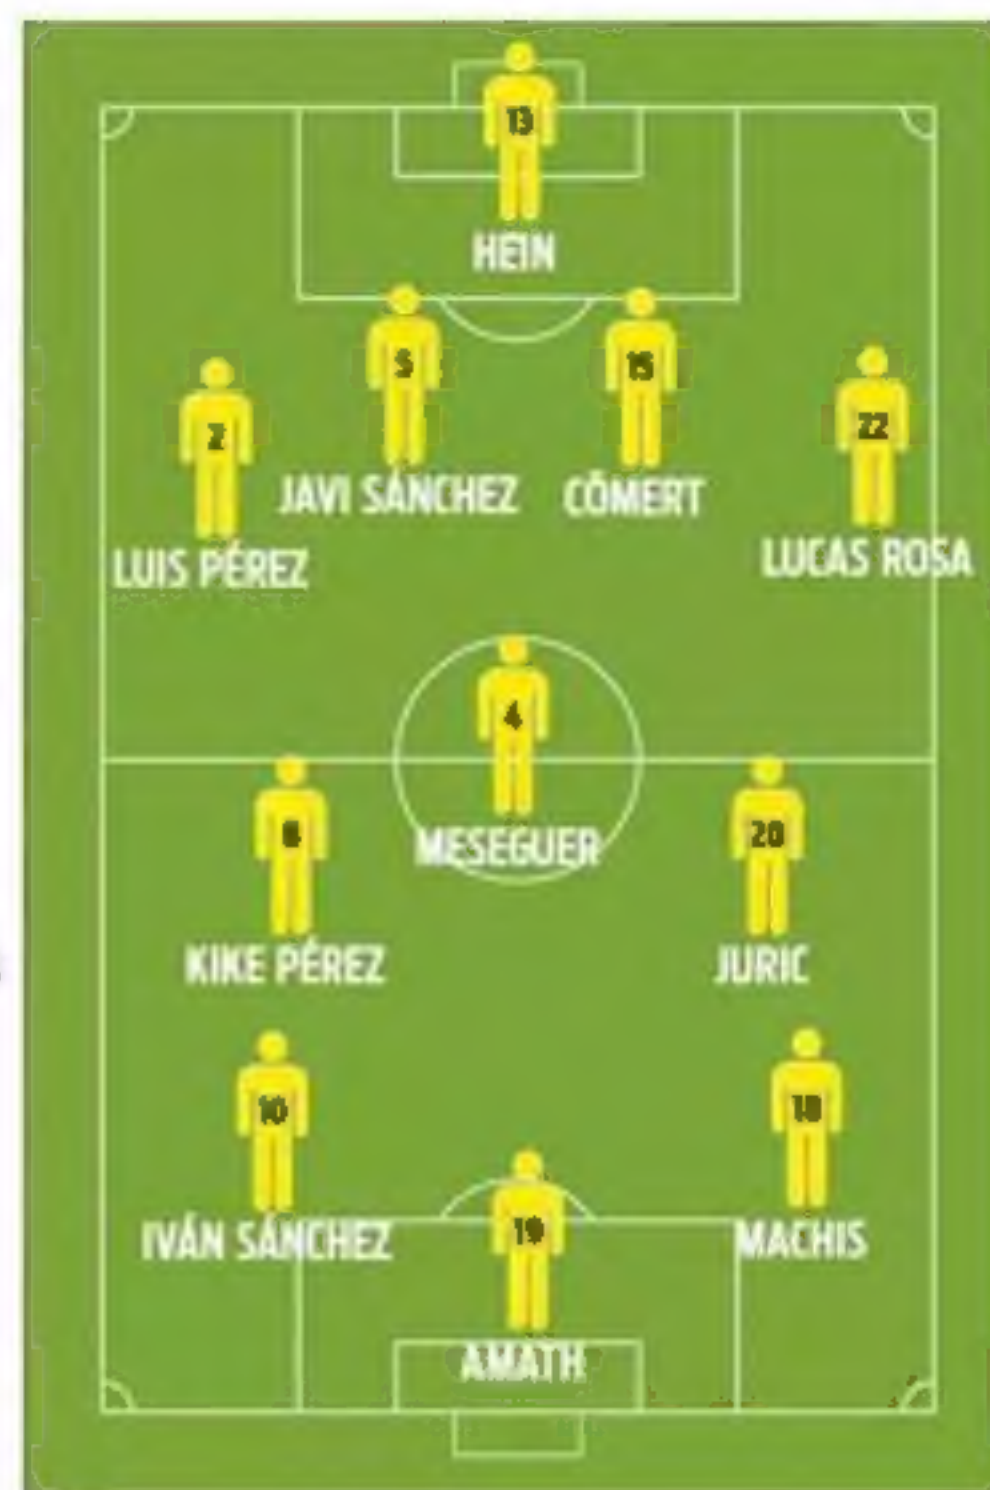 13
HEIN
5
15
2
22
JAVI SÁNCHEZ
CÖMERT
LUIS PÉREZ
LUCAS ROSA
4
MESEGUER
20
KIKE PÉREZ
JURIC
10
18
IVÁN SÁNCHEZ
MACHIS
19
AMATH